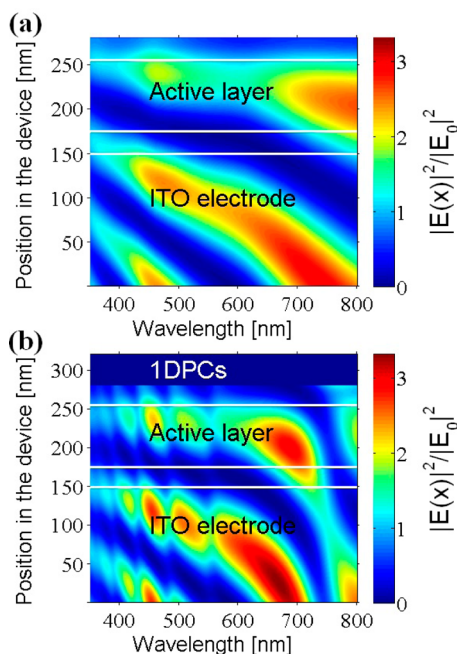 (a)
Position in the device [nm]
250
200
150
100
50
Active layer
ITO electrode
400 500 600 700 800
Wavelength [nm]
3
2
1
0
|E(x)|²/|E₀|²
(b)
Position in the device [nm]
300
250
200
150
100
50
1DPCs
Active layer
ITO electrode
400 500 600 700 800
Wavelength [nm]
3
2
1
0
|E(x)|²/|E₀|²